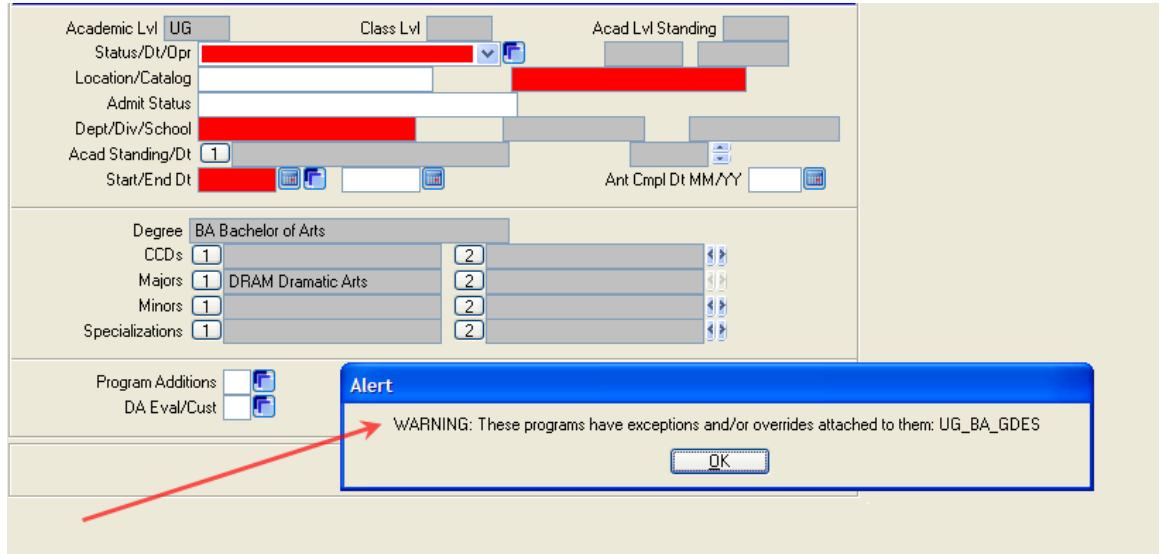 Academic Lvl UG Class Lvl Acad Lvl Standing
Status/Dt/Opr
Location/Catalog
Admit Status
Dept/Div/School
Acad Standing/Dt 1
Start/End Dt Ant Cmpl Dt MM/YY
Degree BA Bachelor of Arts
CCDs 1 2
Majors 1 DRAM Dramatic Arts 2
Minors 1 2
Specializations 1 2
Program Additions
DA Eval/Cust
Alert
WARNING: These programs have exceptions and/or overrides attached to them: UG_BA_GDES
OK